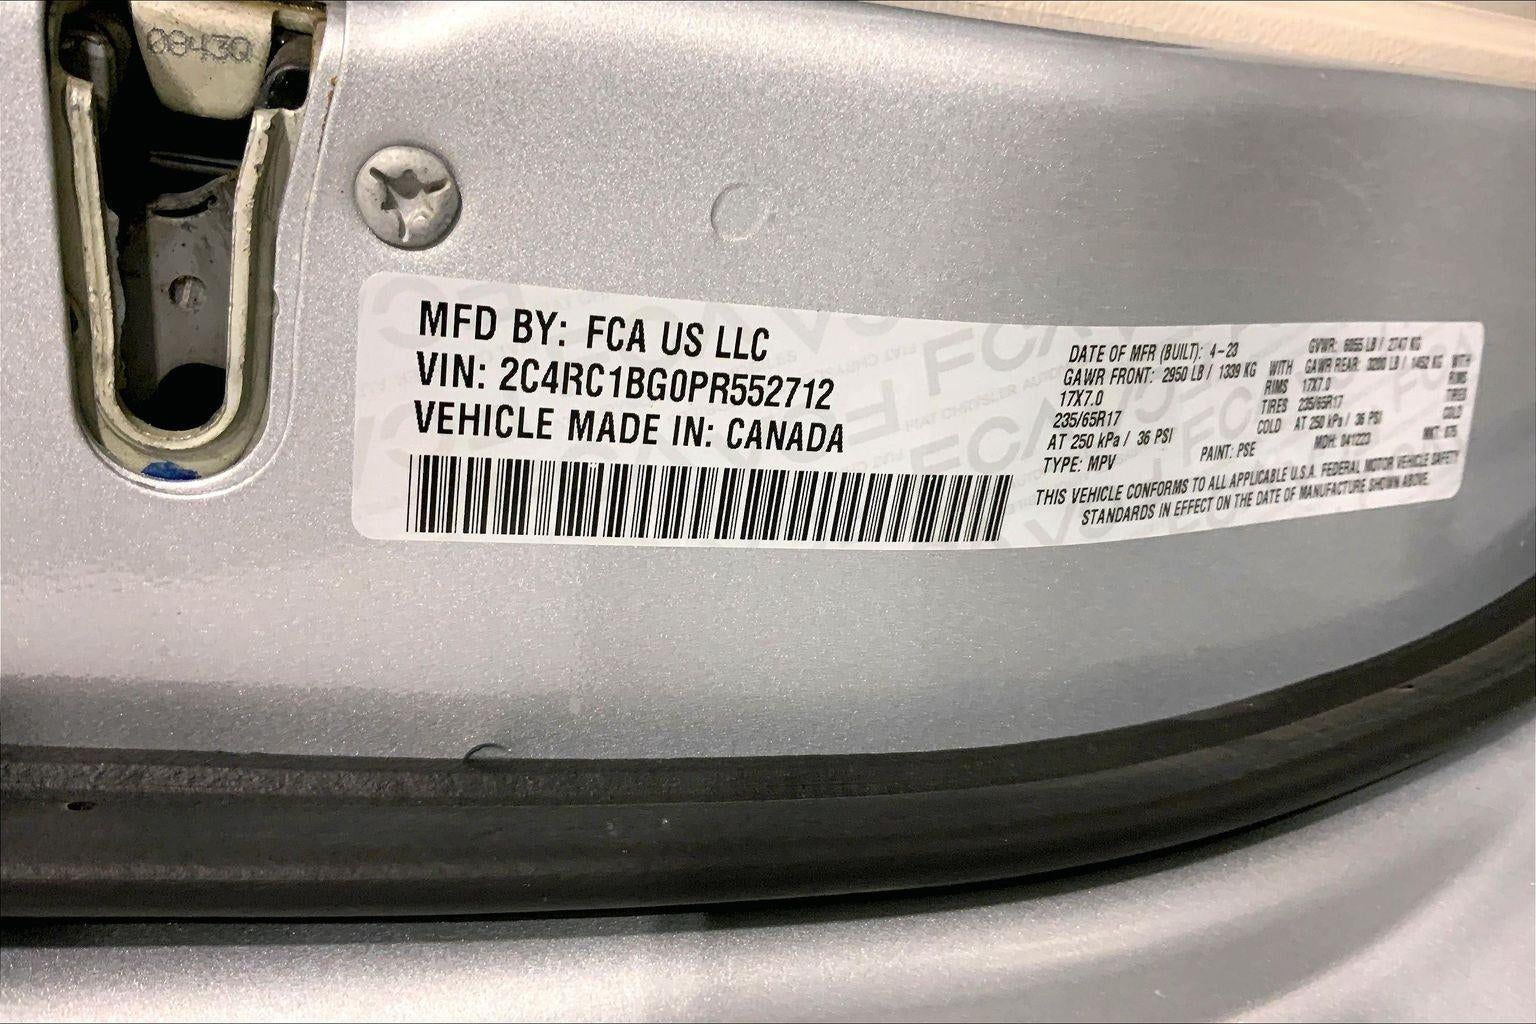 08430
MFD BY: FCA US LLC
VIN: 2C4RC1BG0PR552712
VEHICLE MADE IN: CANADA
DATE OF MFR (BUILT): 4-23 GVWR: 6055 LB / 2747 KG
GAWR FRONT: 2950 LB / 1339 KG WITH GAWR REAR: 3200 LB / 1452 KG WITH
17X7.0 RIMS 17X7.0 RIMS
235/65R17 TIRES 235/65R17 TIRES
AT 250 kPa / 36 PSI COLD AT 250 kPa / 36 PSI COLD
TYPE: MPV PAINT: PSE MDH: 041223
THIS VEHICLE CONFORMS TO ALL APPLICABLE U.S.A. FEDERAL MOTOR VEHICLE SAFETY
STANDARDS IN EFFECT ON THE DATE OF MANUFACTURE SHOWN ABOVE.